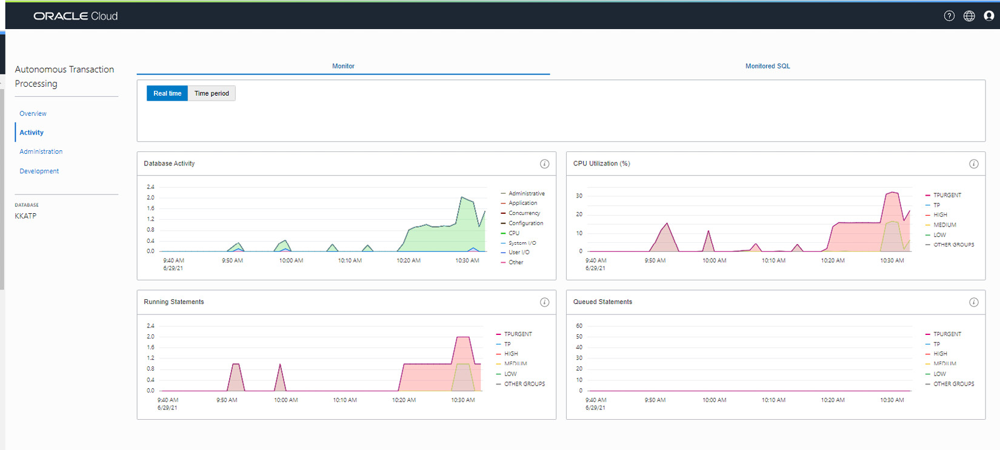 ORACLE Cloud
Autonomous Transaction
Processing
Overview
Activity
Administration
Development
DATABASE
KKATP
Monitor
Monitored SQL
Real time
Time period
Database Activity
2.4
2.0
1.6
1.2
0.8
0.4
0.0
9:40 AM
6/29/21
9:50 AM
10:00 AM
10:10 AM
10:20 AM
10:30 AM
Administrative
Application
Concurrency
Configuration
CPU
System I/O
User I/O
Other
CPU Utilization (%)
30
20
10
0
9:40 AM
6/29/21
9:50 AM
10:00 AM
10:10 AM
10:20 AM
10:30 AM
TPURGENT
TP
HIGH
MEDIUM
LOW
OTHER GROUPS
Running Statements
2.4
2.0
1.6
1.2
0.8
0.4
0.0
9:40 AM
6/29/21
9:50 AM
10:00 AM
10:10 AM
10:20 AM
10:30 AM
TPURGENT
TP
HIGH
MEDIUM
LOW
OTHER GROUPS
Queued Statements
60
50
40
30
20
10
0
9:40 AM
6/29/21
9:50 AM
10:00 AM
10:10 AM
10:20 AM
10:30 AM
TPURGENT
TP
HIGH
MEDIUM
LOW
OTHER GROUPS